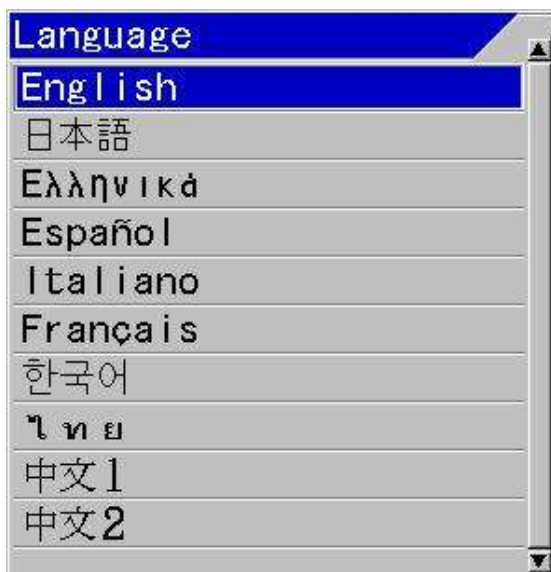 Language
English
日本語
Ελληνικά
Español
Italiano
Français
한국어
ไทย
中文1
中文2